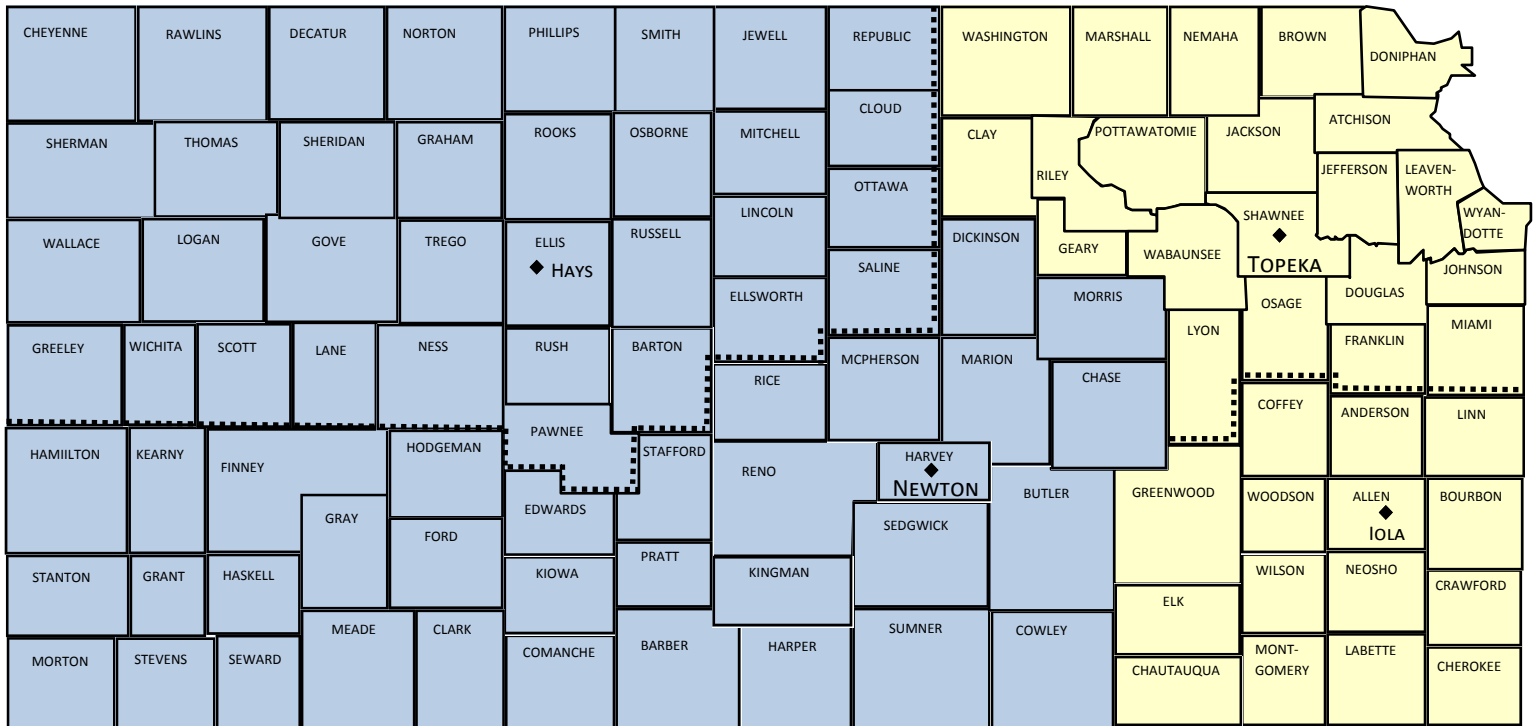 CHEYENNE
RAWLINS
DECATUR
NORTON
PHILLIPS
SMITH
JEWELL
REPUBLIC
WASHINGTON
MARSHALL
NEMAHA
BROWN
DONIPHAN
CLOUD
SHERMAN
THOMAS
SHERIDAN
GRAHAM
ROOKS
OSBORNE
MITCHELL
CLAY
RILEY
POTTAWATOMIE
JACKSON
ATCHISON
OTTAWA
JEFFERSON
LEAVEN-
WORTH
WYAN-
DOTTE
WALLACE
LOGAN
GOVE
TREGO
ELLIS
HAYS
RUSSELL
LINCOLN
DICKINSON
GEARY
WABAUNSEE
SHAWNEE
TOPEKA
SALINE
ELLSWORTH
MORRIS
OSAGE
DOUGLAS
JOHNSON
GREELEY
WICHITA
SCOTT
LANE
NESS
RUSH
BARTON
RICE
MCPHERSON
MARION
CHASE
LYON
FRANKLIN
MIAMI
PAWNEE
COFFEY
ANDERSON
LINN
HAMIILTON
KEARNY
FINNEY
HODGEMAN
STAFFORD
RENO
HARVEY
NEWTON
BUTLER
GREENWOOD
WOODSON
ALLEN
IOLA
BOURBON
GRAY
FORD
EDWARDS
SEDGWICK
STANTON
GRANT
HASKELL
KIOWA
PRATT
KINGMAN
WILSON
NEOSHO
CRAWFORD
ELK
MORTON
STEVENS
SEWARD
MEADE
CLARK
COMANCHE
BARBER
HARPER
SUMNER
COWLEY
CHAUTAUQUA
MONT-
GOMERY
LABETTE
CHEROKEE